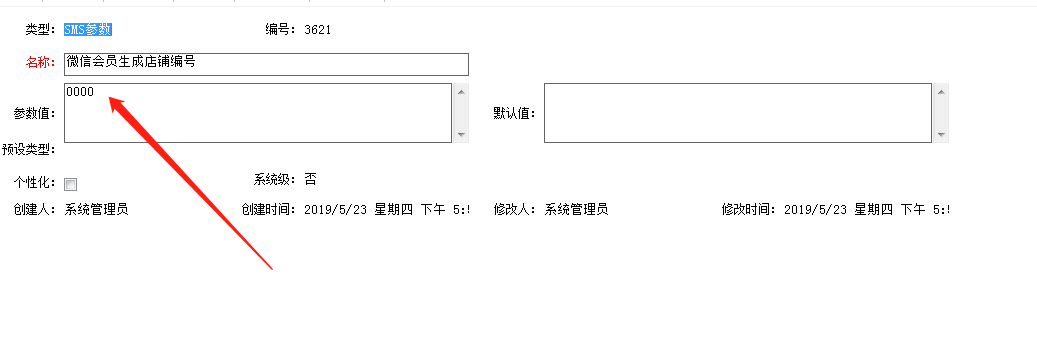 类型: SMS参数 编号: 3621
名称: 微信会员生成店铺编号
参数值: 0000 默认值:
预设类型:
个性化: 系统级: 否
创建人: 系统管理员 创建时间: 2019/5/23 星期四 下午 5: 修改人: 系统管理员 修改时间: 2019/5/23 星期四 下午 5: